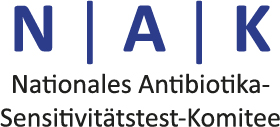 N | A | K
Nationales Antibiotika-
Sensitivitätstest-Komitee